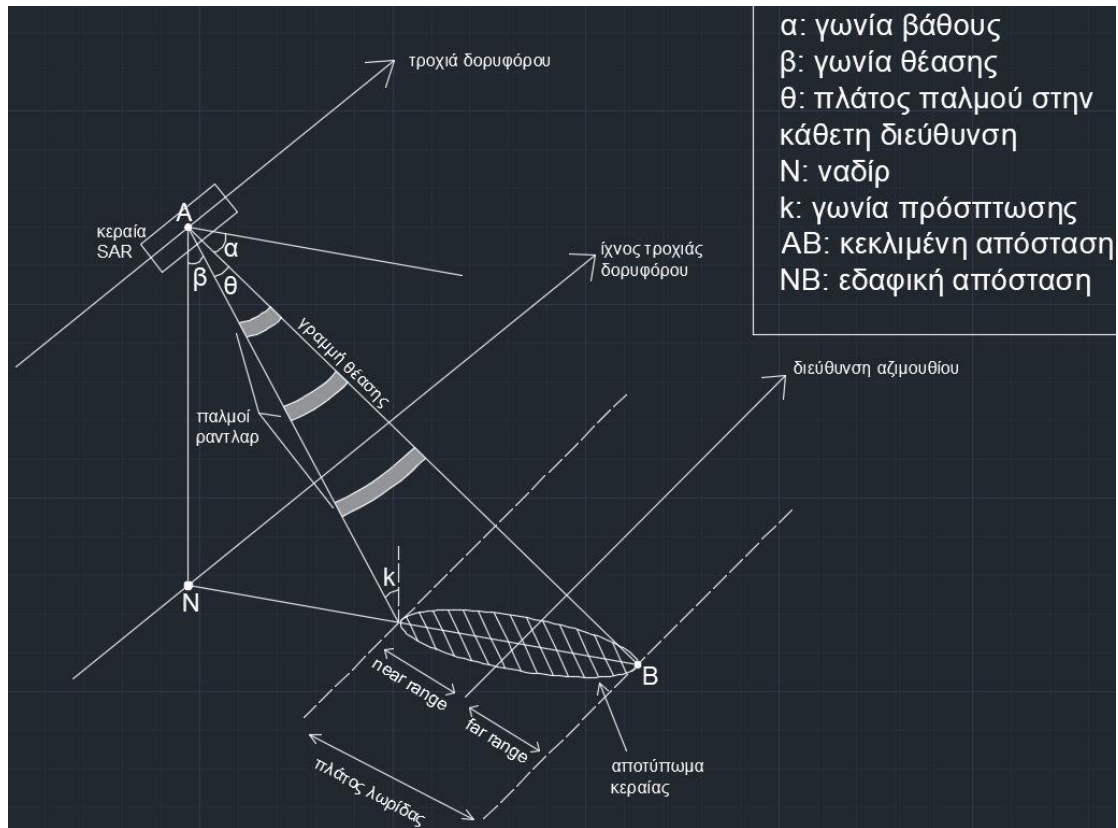 α: γωνία βάθους
β: γωνία θέασης
θ: πλάτος παλμού στην
κάθετη διεύθυνση
N: ναδίρ
k: γωνία πρόσπτωσης
AB: κεκλιμένη απόσταση
NB: εδαφική απόσταση
τροχιά δορυφόρου
A
κεραία
SAR
α
β
θ
ίχνος τροχιάς
δορυφόρου
γραμμή θέασης
διεύθυνση αζιμουθίου
παλμοί
ραντλαρ
k
N
B
near range
far range
πλάτος λωρίδας
αποτύπωμα
κεραίας